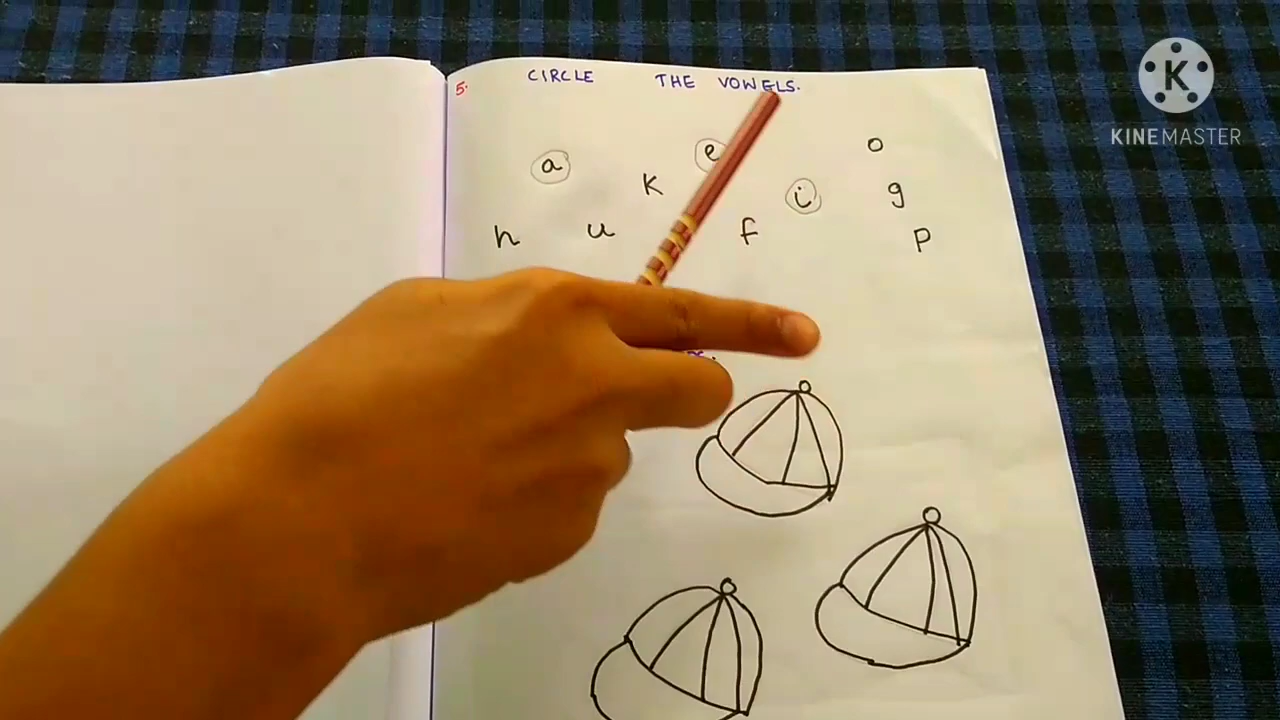 5. CIRCLE THE VOWELS.
a e o
k i g
h u f p
K
KINEMASTER